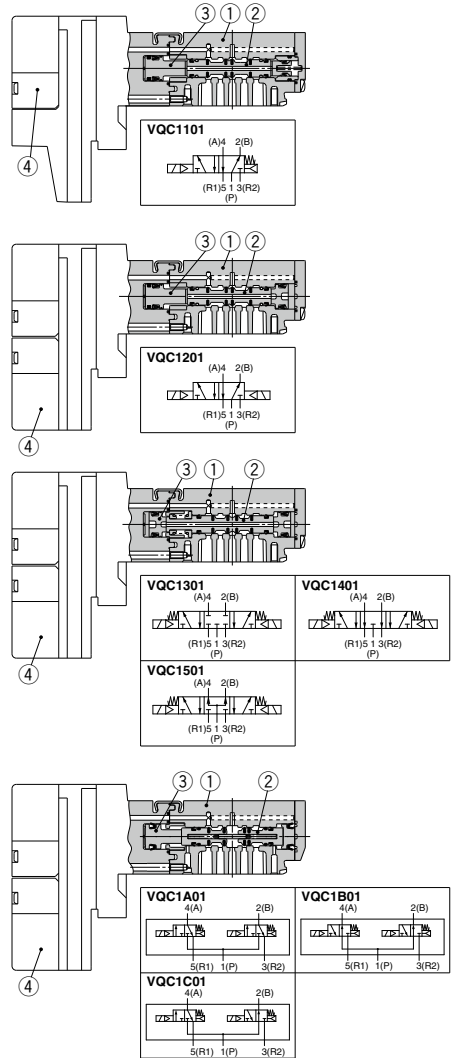 ③ ① ②
④
VQC1101
(A)4 2(B)
(R1)5 1 3(R2)
(P)
③ ① ②
④
VQC1201
(A)4 2(B)
(R1)5 1 3(R2)
(P)
③ ① ②
④
VQC1301
(A)4 2(B)
(R1)5 1 3(R2)
(P)
VQC1401
(A)4 2(B)
(R1)5 1 3(R2)
(P)
VQC1501
(A)4 2(B)
(R1)5 1 3(R2)
(P)
③ ① ②
④
VQC1A01
4(A) 2(B)
5(R1) 1(P) 3(R2)
VQC1B01
4(A) 2(B)
5(R1) 1(P) 3(R2)
VQC1C01
4(A) 2(B)
5(R1) 1(P) 3(R2)